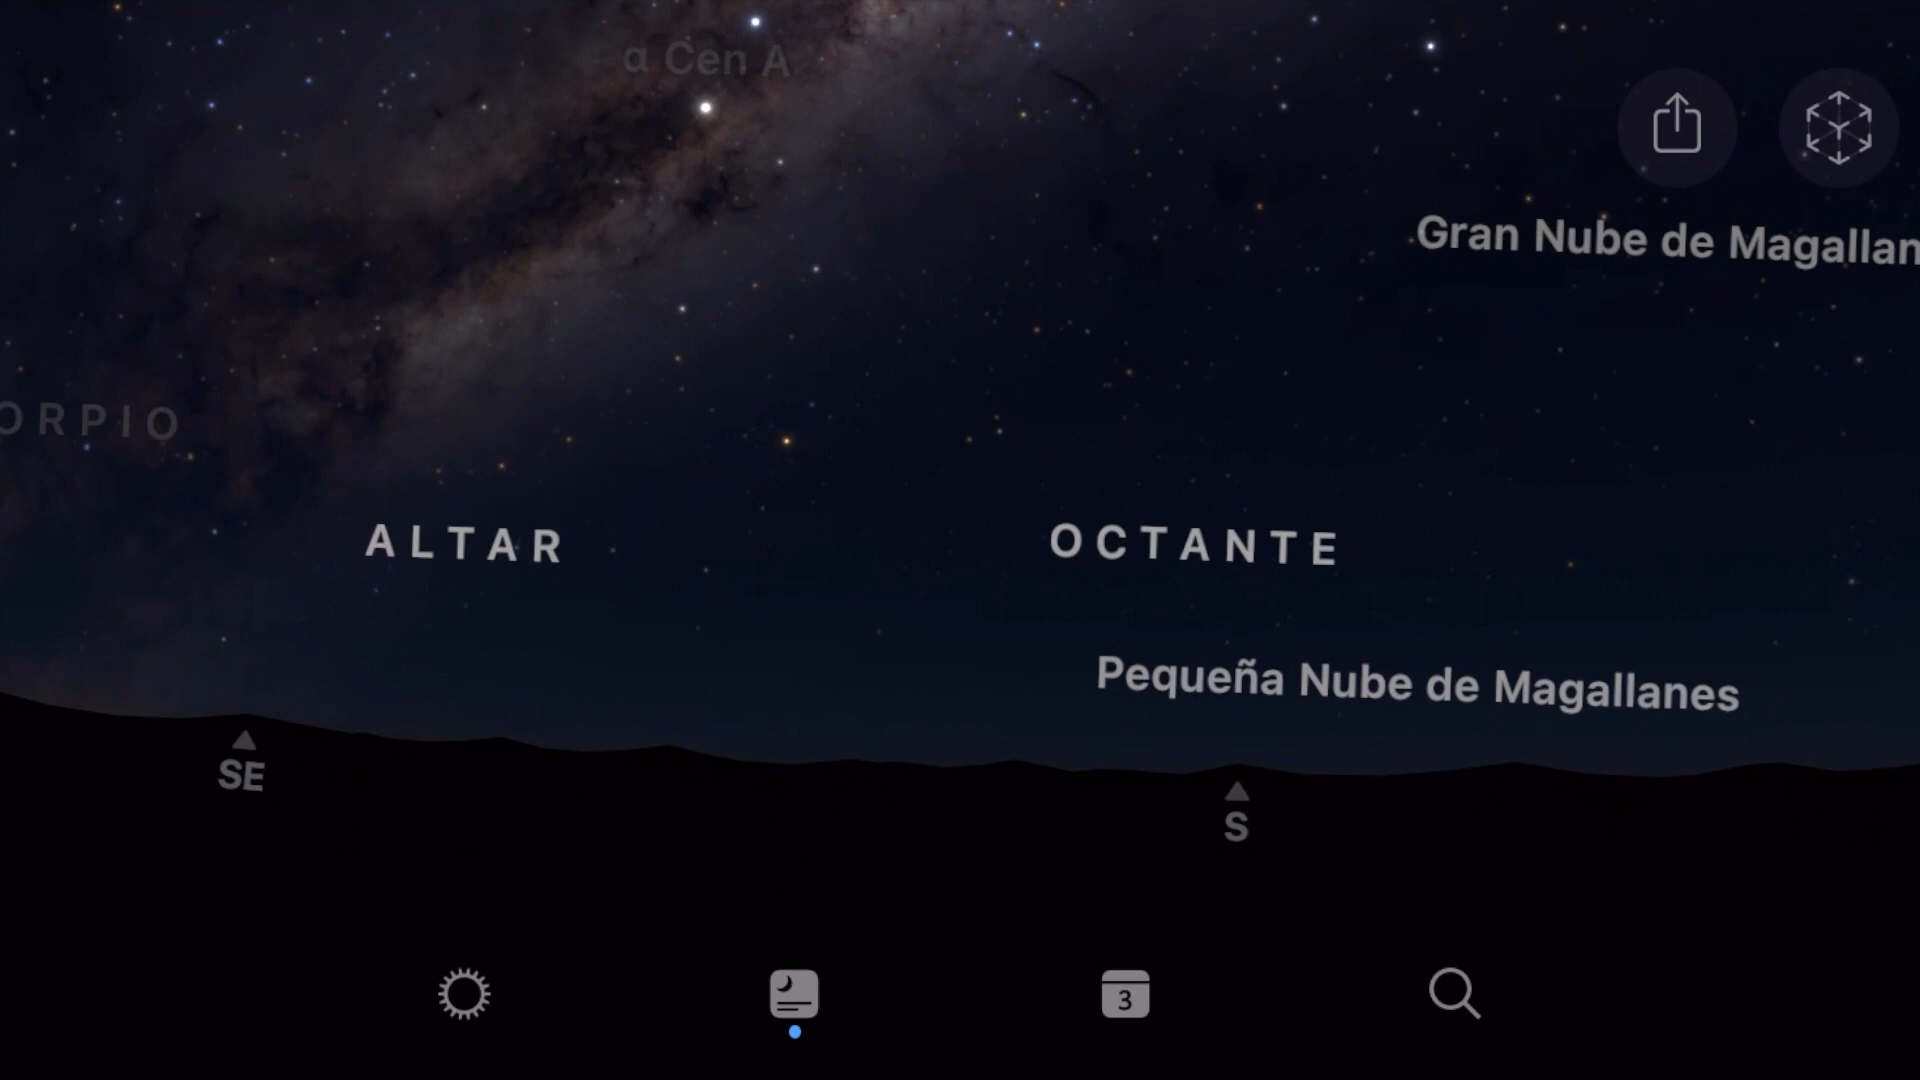 α Cen A
Gran Nube de Magallan
ORPIO
ALTAR
OCTANTE
Pequeña Nube de Magallanes
SE
S
3